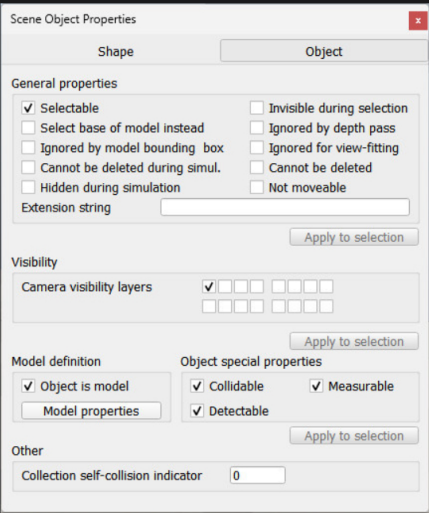 Scene Object Properties x
Shape Object
General properties
Selectable Invisible during selection
Select base of model instead Ignored by depth pass
Ignored by model bounding box Ignored for view-fitting
Cannot be deleted during simul. Cannot be deleted
Hidden during simulation Not moveable
Extension string
Apply to selection
Visibility
Camera visibility layers
Apply to selection
Model definition Object special properties
Object is model Collidable Measurable
Model properties Detectable
Apply to selection
Other
Collection self-collision indicator 0